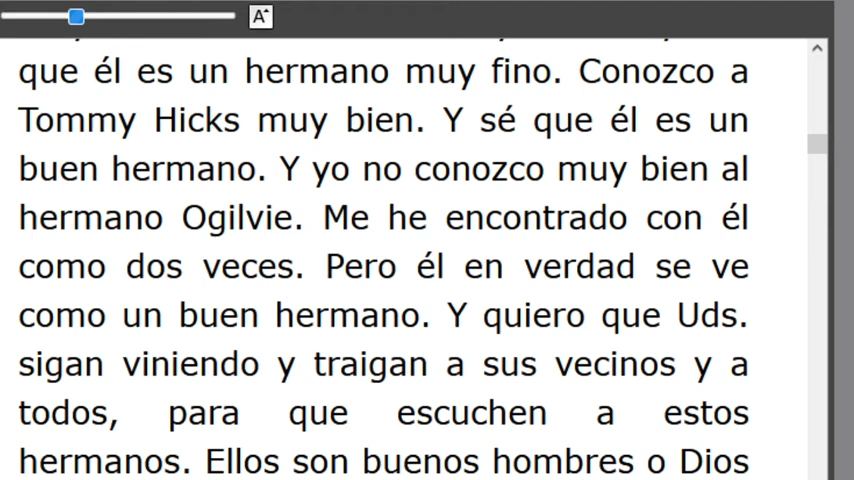 A
que él es un hermano muy fino. Conozco a
Tommy Hicks muy bien. Y sé que él es un
buen hermano. Y yo no conozco muy bien al
hermano Ogilvie. Me he encontrado con él
como dos veces. Pero él en verdad se ve
como un buen hermano. Y quiero que Uds.
sigan viniendo y traigan a sus vecinos y a
todos, para que escuchen a estos
hermanos. Ellos son buenos hombres o Dios